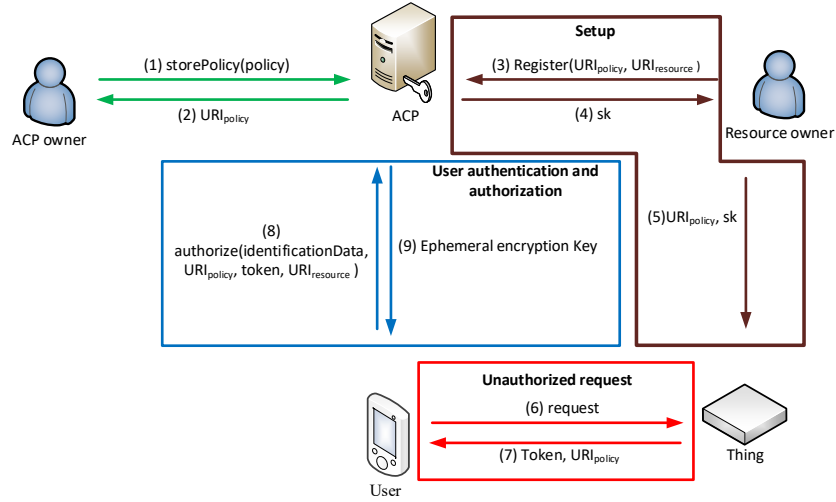 Setup
(1) storePolicy(policy)
(3) Register(URIpolicy, URIresource )
(2) URIpolicy
ACP
(4) sk
ACP owner
Resource owner
User authentication and
authorization
(5)URIpolicy, sk
(8)
authorize(identificationData,
URIpolicy, token, URIresource )
(9) Ephemeral encryption Key
Unauthorized request
(6) request
(7) Token, URIpolicy
Thing
User